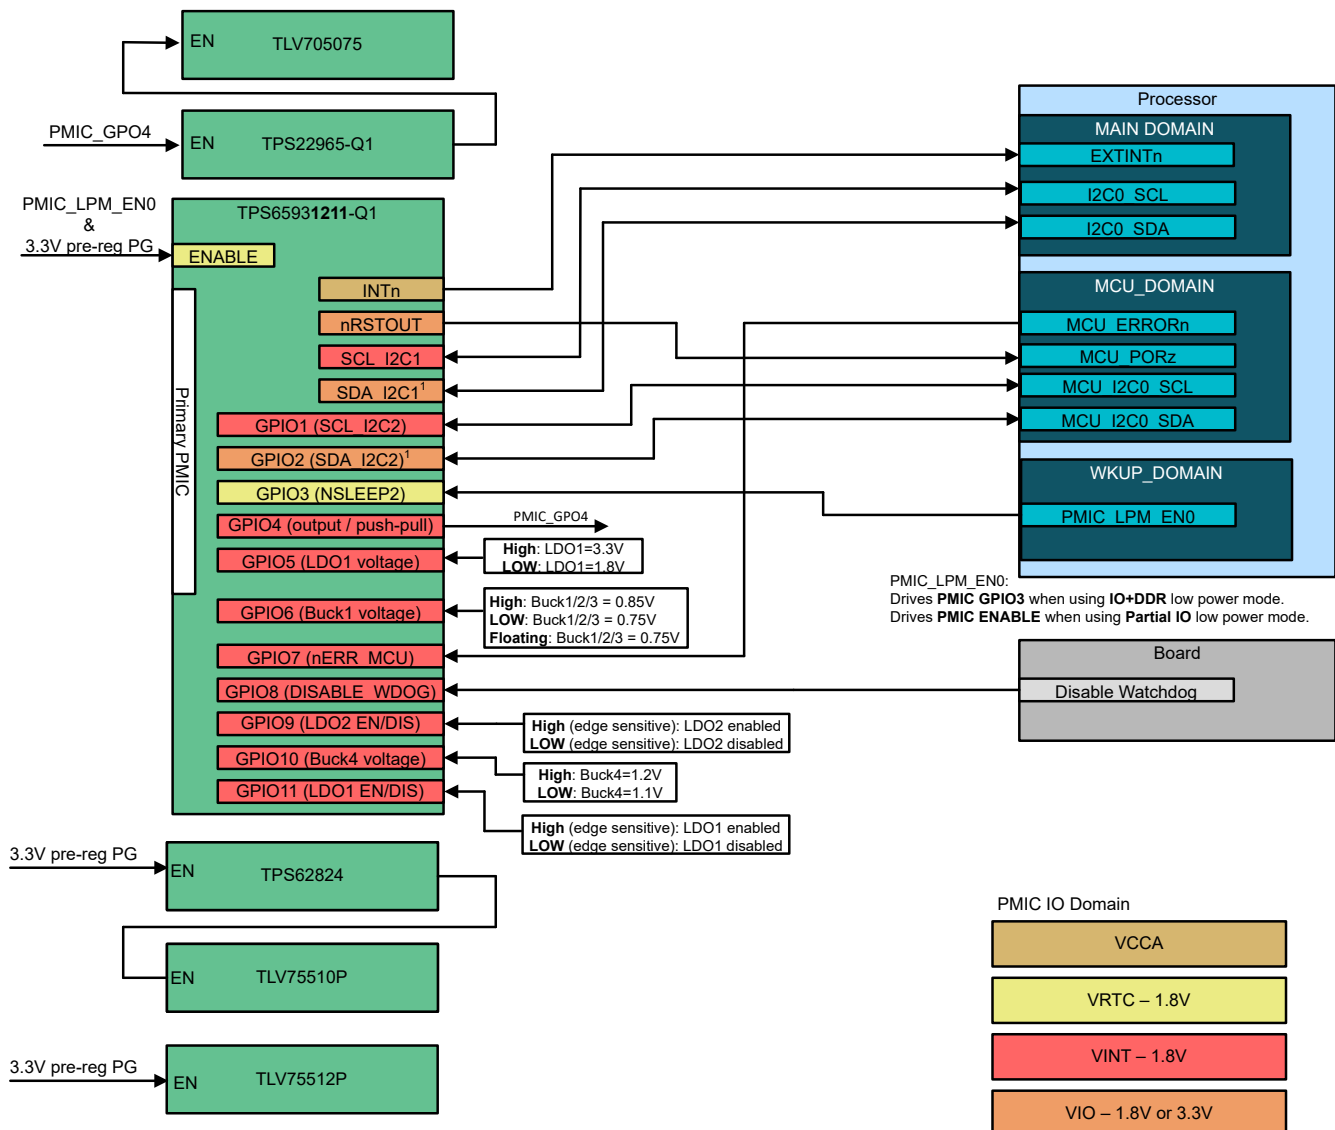 EN TLV705075
PMIC_GPO4
EN TPS22965-Q1
PMIC_LPM_EN0
&
3.3V pre-reg PG
TPS65931211-Q1
ENABLE
Primary PMIC
INTn
nRSTOUT
SCL_I2C1
SDA_I2C1¹
GPIO1 (SCL_I2C2)
GPIO2 (SDA_I2C2)¹
GPIO3 (NSLEEP2)
GPIO4 (output / push-pull)
PMIC_GPO4
GPIO5 (LDO1 voltage)
High: LDO1=3.3V
LOW: LDO1=1.8V
GPIO6 (Buck1 voltage)
High: Buck1/2/3 = 0.85V
LOW: Buck1/2/3 = 0.75V
Floating: Buck1/2/3 = 0.75V
GPIO7 (nERR_MCU)
GPIO8 (DISABLE_WDOG)
GPIO9 (LDO2 EN/DIS)
High (edge sensitive): LDO2 enabled
LOW (edge sensitive): LDO2 disabled
GPIO10 (Buck4 voltage)
High: Buck4=1.2V
LOW: Buck4=1.1V
GPIO11 (LDO1 EN/DIS)
High (edge sensitive): LDO1 enabled
LOW (edge sensitive): LDO1 disabled
Processor
MAIN DOMAIN
EXTINTn
I2C0_SCL
I2C0_SDA
MCU_DOMAIN
MCU_ERRORn
MCU_PORz
MCU_I2C0_SCL
MCU_I2C0_SDA
WKUP_DOMAIN
PMIC_LPM_EN0
PMIC_LPM_EN0:
Drives PMIC GPIO3 when using IO+DDR low power mode.
Drives PMIC ENABLE when using Partial IO low power mode.
Board
Disable Watchdog
3.3V pre-reg PG
EN TPS62824
EN TLV75510P
3.3V pre-reg PG
EN TLV75512P
PMIC IO Domain
VCCA
VRTC – 1.8V
VINT – 1.8V
VIO – 1.8V or 3.3V